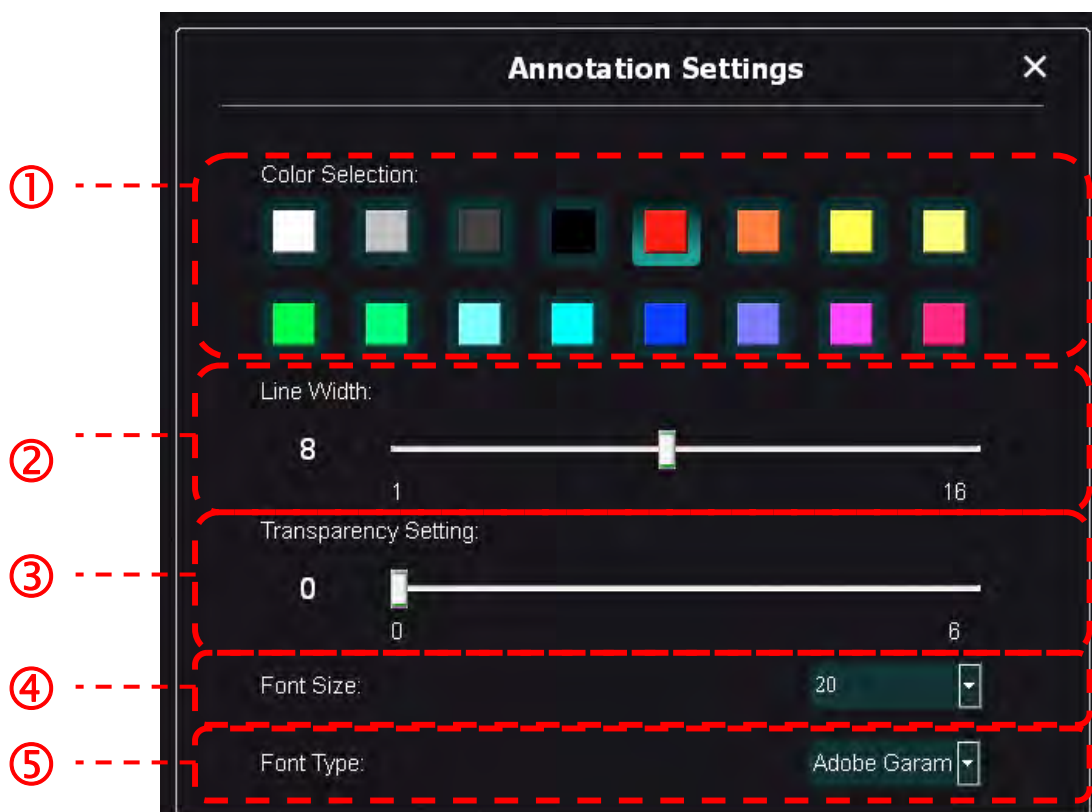 Annotation Settings ×
① Color Selection:
② Line Width:
8
1 16
③ Transparency Setting:
0
0 6
④ Font Size: 20
⑤ Font Type: Adobe Garam